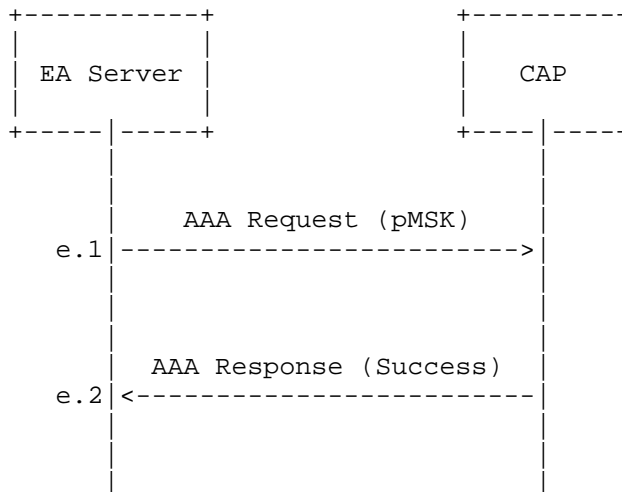 EA Server CAP
AAA Request (pMSK)
e.1
AAA Response (Success)
e.2